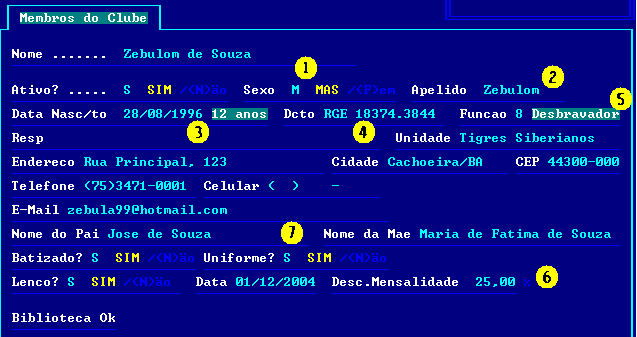 Membros do Clube
Nome ....... Zebulom de Souza
1
2
Ativo? ..... S SIM /(N)ão Sexo M MAS /(F)em Apelido Zebulom
5
Data Nasc/to 28/08/1996 12 anos Dcto RGE 18374.3844 Funcao 8 Desbravador
3
4
Resp Unidade Tigres Siberianos
Endereco Rua Principal, 123 Cidade Cachoeira/BA CEP 44300-000
Telefone (75)3471-0001 Celular ( ) -
E-Mail zebula99@hotmail.com
Nome do Pai Jose de Souza 7 Nome da Mae Maria de Fatima de Souza
Batizado? S SIM /(N)ão Uniforme? S SIM /(N)ão
Lenco? S SIM /(N)ão Data 01/12/2004 Desc.Mensalidade 25,00 % 6
Biblioteca Ok